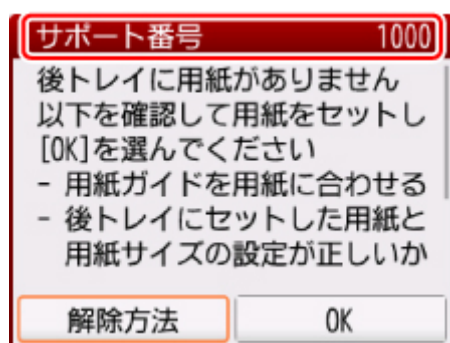 サポート番号 1000
後トレイに用紙がありません
以下を確認して用紙をセットし
[OK]を選んでください
- 用紙ガイドを用紙に合わせる
- 後トレイにセットした用紙と
用紙サイズの設定が正しいか
解除方法 OK